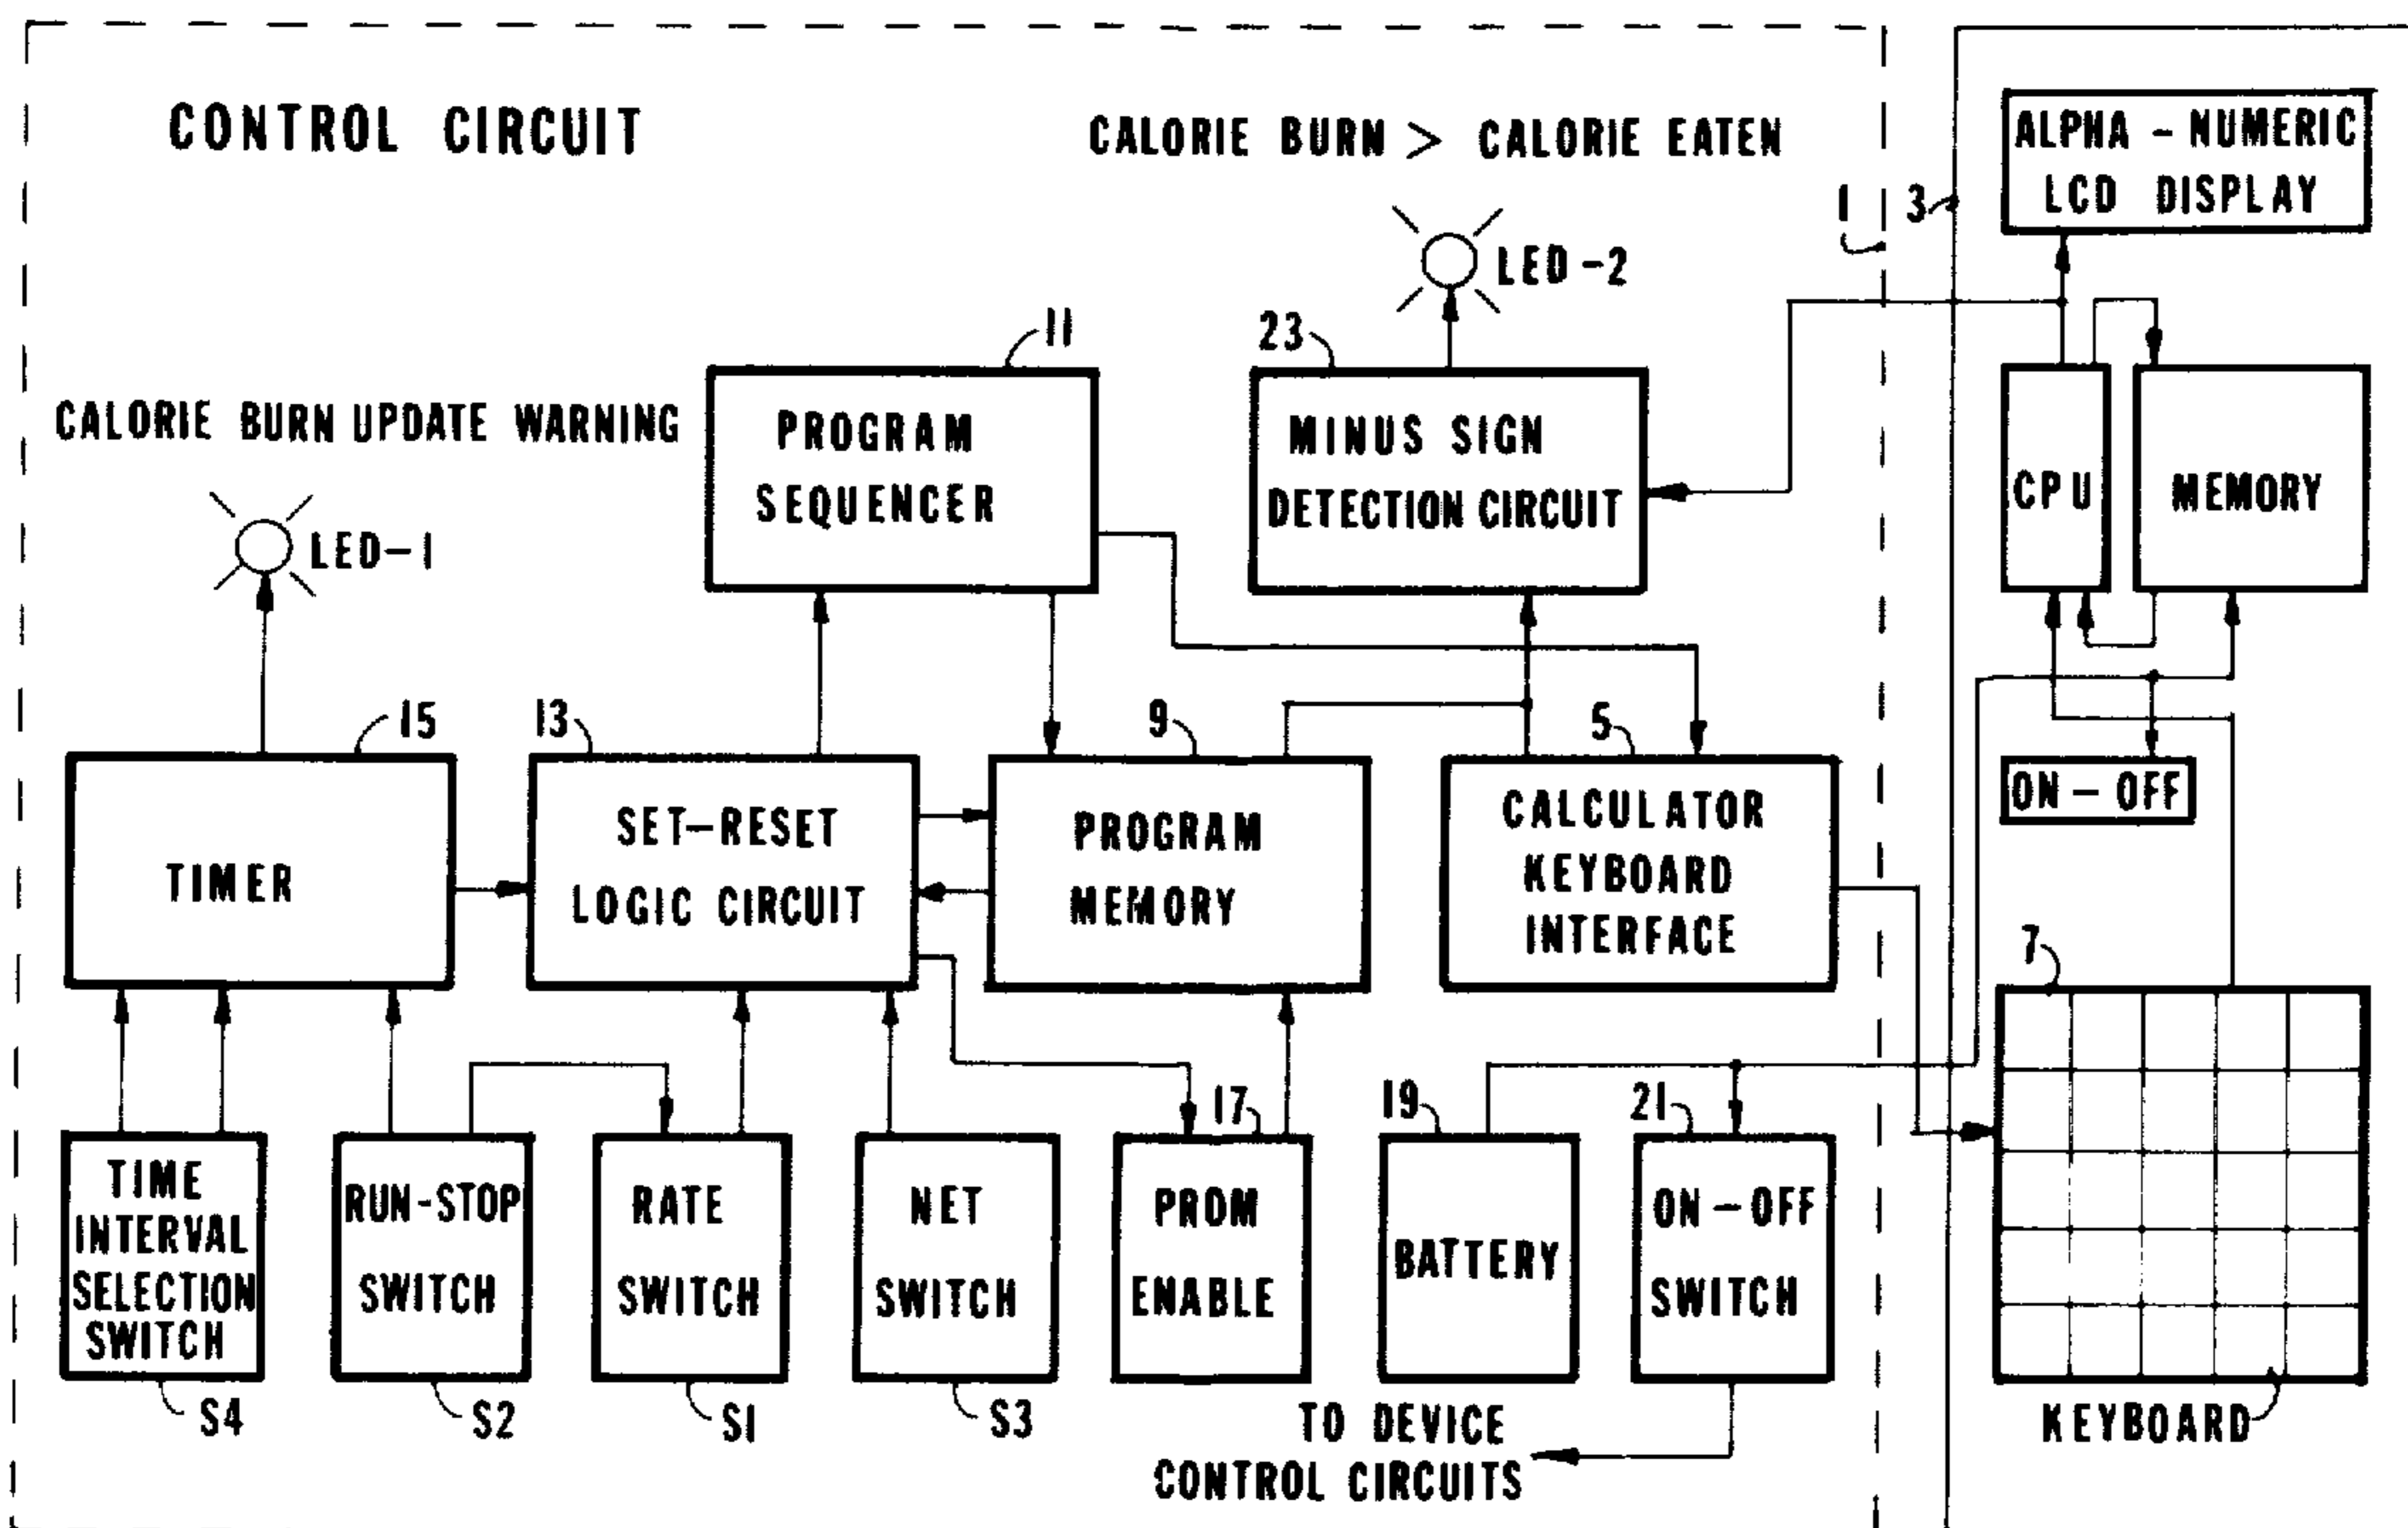 CONTROL CIRCUIT
CALORIE BURN > CALORIE EATEN
ALPHA - NUMERIC
LCD DISPLAY
1
3
LED-2
11
23
CALORIE BURN UPDATE WARNING
PROGRAM
SEQUENCER
MINUS SIGN
DETECTION CIRCUIT
CPU
MEMORY
LED-1
15
13
9
5
TIMER
SET-RESET
LOGIC CIRCUIT
PROGRAM
MEMORY
CALCULATOR
KEYBOARD
INTERFACE
ON-OFF
7
17
19
21
TIME
INTERVAL
SELECTION
SWITCH
RUN-STOP
SWITCH
RATE
SWITCH
NET
SWITCH
PROM
ENABLE
BATTERY
ON-OFF
SWITCH
S4
S2
S1
S3
TO DEVICE
CONTROL CIRCUITS
KEYBOARD